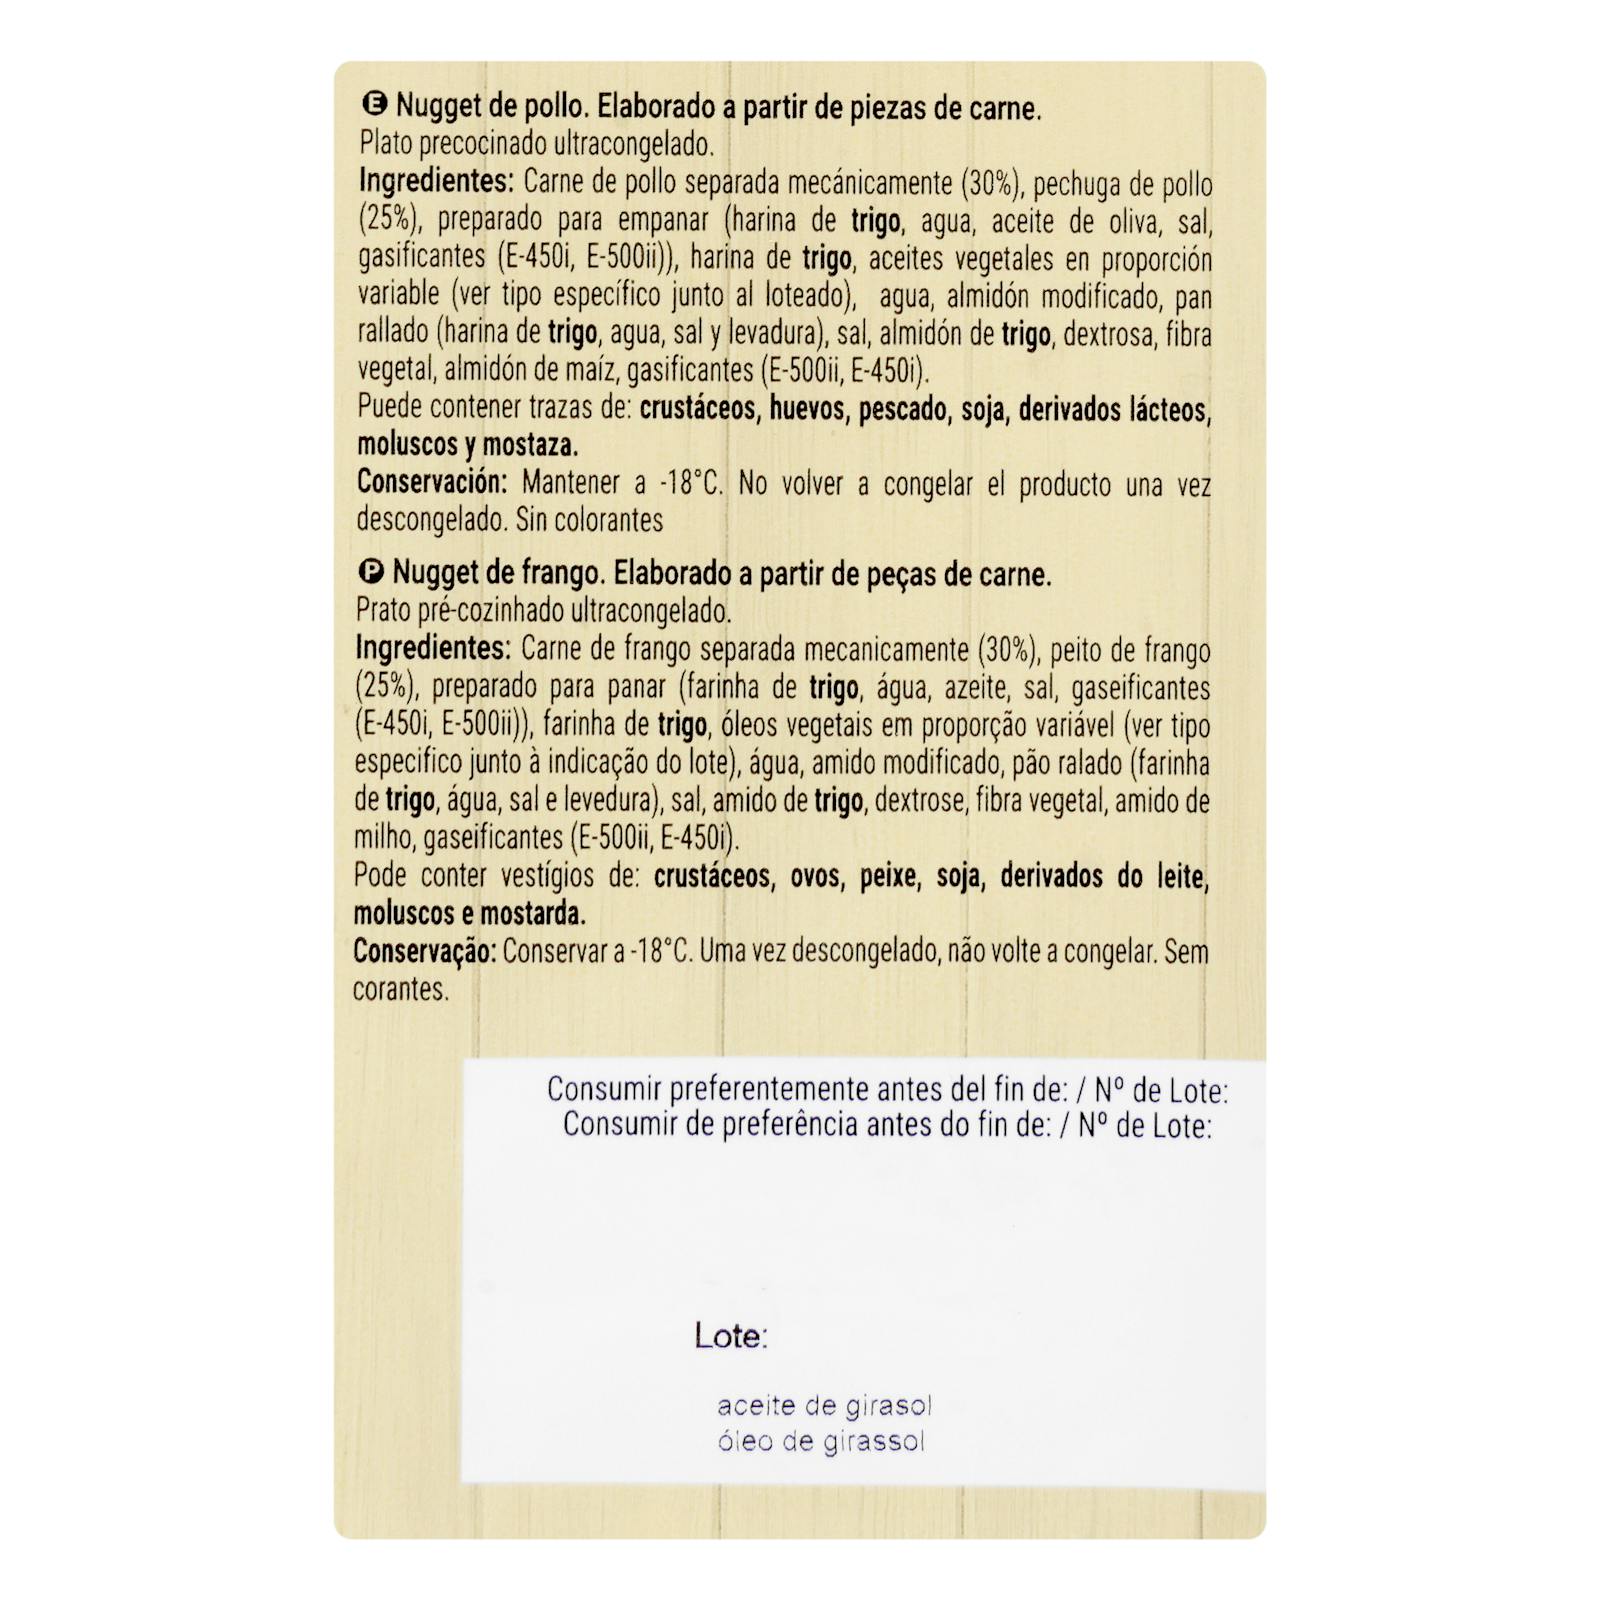 E Nugget de pollo. Elaborado a partir de piezas de carne.
Plato precocinado ultracongelado.
Ingredientes: Carne de pollo separada mecánicamente (30%), pechuga de pollo
(25%), preparado para empanar (harina de trigo, agua, aceite de oliva, sal,
gasificantes (E-450i, E-500ii)), harina de trigo, aceites vegetales en proporción
variable (ver tipo específico junto al loteado), agua, almidón modificado, pan
rallado (harina de trigo, agua, sal y levadura), sal, almidón de trigo, dextrosa, fibra
vegetal, almidón de maíz, gasificantes (E-500ii, E-450i).
Puede contener trazas de: crustáceos, huevos, pescado, soja, derivados lácteos,
moluscos y mostaza.
Conservación: Mantener a -18°C. No volver a congelar el producto una vez
descongelado. Sin colorantes
P Nugget de frango. Elaborado a partir de peças de carne.
Prato pré-cozinhado ultracongelado.
Ingredientes: Carne de frango separada mecanicamente (30%), peito de frango
(25%), preparado para panar (farinha de trigo, água, azeite, sal, gaseificantes
(E-450i, E-500ii)), farinha de trigo, óleos vegetais em proporção variável (ver tipo
especifico junto à indicação do lote), água, amido modificado, pão ralado (farinha
de trigo, água, sal e levedura), sal, amido de trigo, dextrose, fibra vegetal, amido de
milho, gaseificantes (E-500ii, E-450i).
Pode conter vestígios de: crustáceos, ovos, peixe, soja, derivados do leite,
moluscos e mostarda.
Conservação: Conservar a -18°C. Uma vez descongelado, não volte a congelar. Sem
corantes.
Consumir preferentemente antes del fin de: / Nº de Lote:
Consumir de preferência antes do fin de: / Nº de Lote:
Lote:
aceite de girasol
óleo de girassol